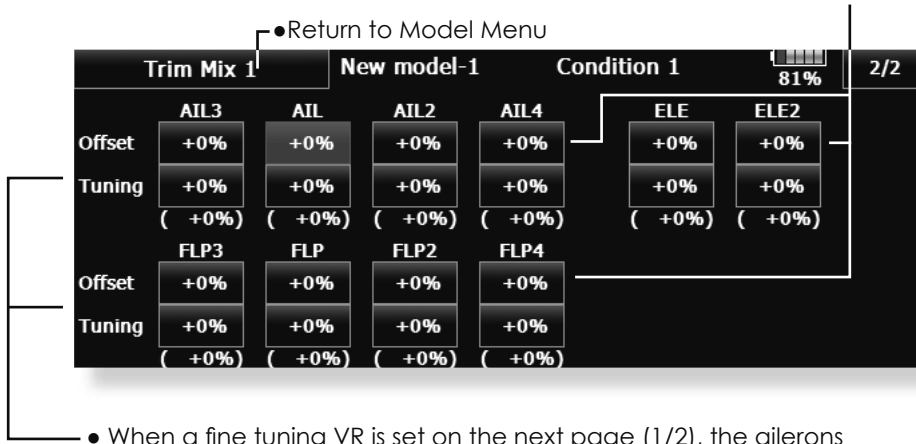 ●Return to Model Menu
Trim Mix 1 New model-1 Condition 1 81% 2/2
AIL3 AIL AIL2 AIL4 ELE ELE2
Offset +0% +0% +0% +0% +0% +0%
Tuning +0% +0% +0% +0% +0% +0%
( +0%) ( +0%) ( +0%) ( +0%) ( +0%) ( +0%)
FLP3 FLP FLP2 FLP4
Offset +0% +0% +0% +0%
Tuning +0% +0% +0% +0%
( +0%) ( +0%) ( +0%) ( +0%)
● When a fine tuning VR is set on the next page (1/2), the ailerons